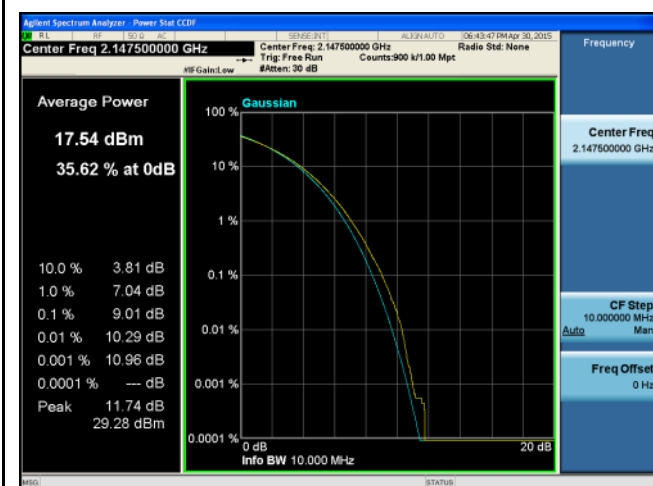 Agilent Spectrum Analyzer - Power Stat CCDF
RL RF 50 Ω AC SENSE:INT ALIGN AUTO 06:43:47 PM Apr 30, 2015
Center Freq 2.147500000 GHz
Center Freq: 2.147500000 GHz Radio Std: None
Trig: Free Run Counts:900 k/1.00 Mpt
#IFGain:Low #Atten: 30 dB
Frequency
Average Power
17.54 dBm
35.62 % at 0dB
10.0 % 3.81 dB
1.0 % 7.04 dB
0.1 % 9.01 dB
0.01 % 10.29 dB
0.001 % 10.96 dB
0.0001 % --- dB
Peak 11.74 dB
29.28 dBm
Gaussian
100 %
10 %
1 %
0.1 %
0.01 %
0.001 %
0.0001 %
0 dB 20 dB
Info BW 10.000 MHz
Center Freq
2.147500000 GHz
CF Step
10.000000 MHz
Auto Man
Freq Offset
0 Hz
MSG STATUS